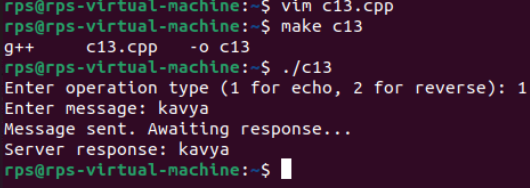 rps@rps-virtual-machine:~$ vim c13.cpp
rps@rps-virtual-machine:~$ make c13
g++     c13.cpp   -o c13
rps@rps-virtual-machine:~$ ./c13
Enter operation type (1 for echo, 2 for reverse): 1
Enter message: kavya
Message sent. Awaiting response...
Server response: kavya
rps@rps-virtual-machine:~$